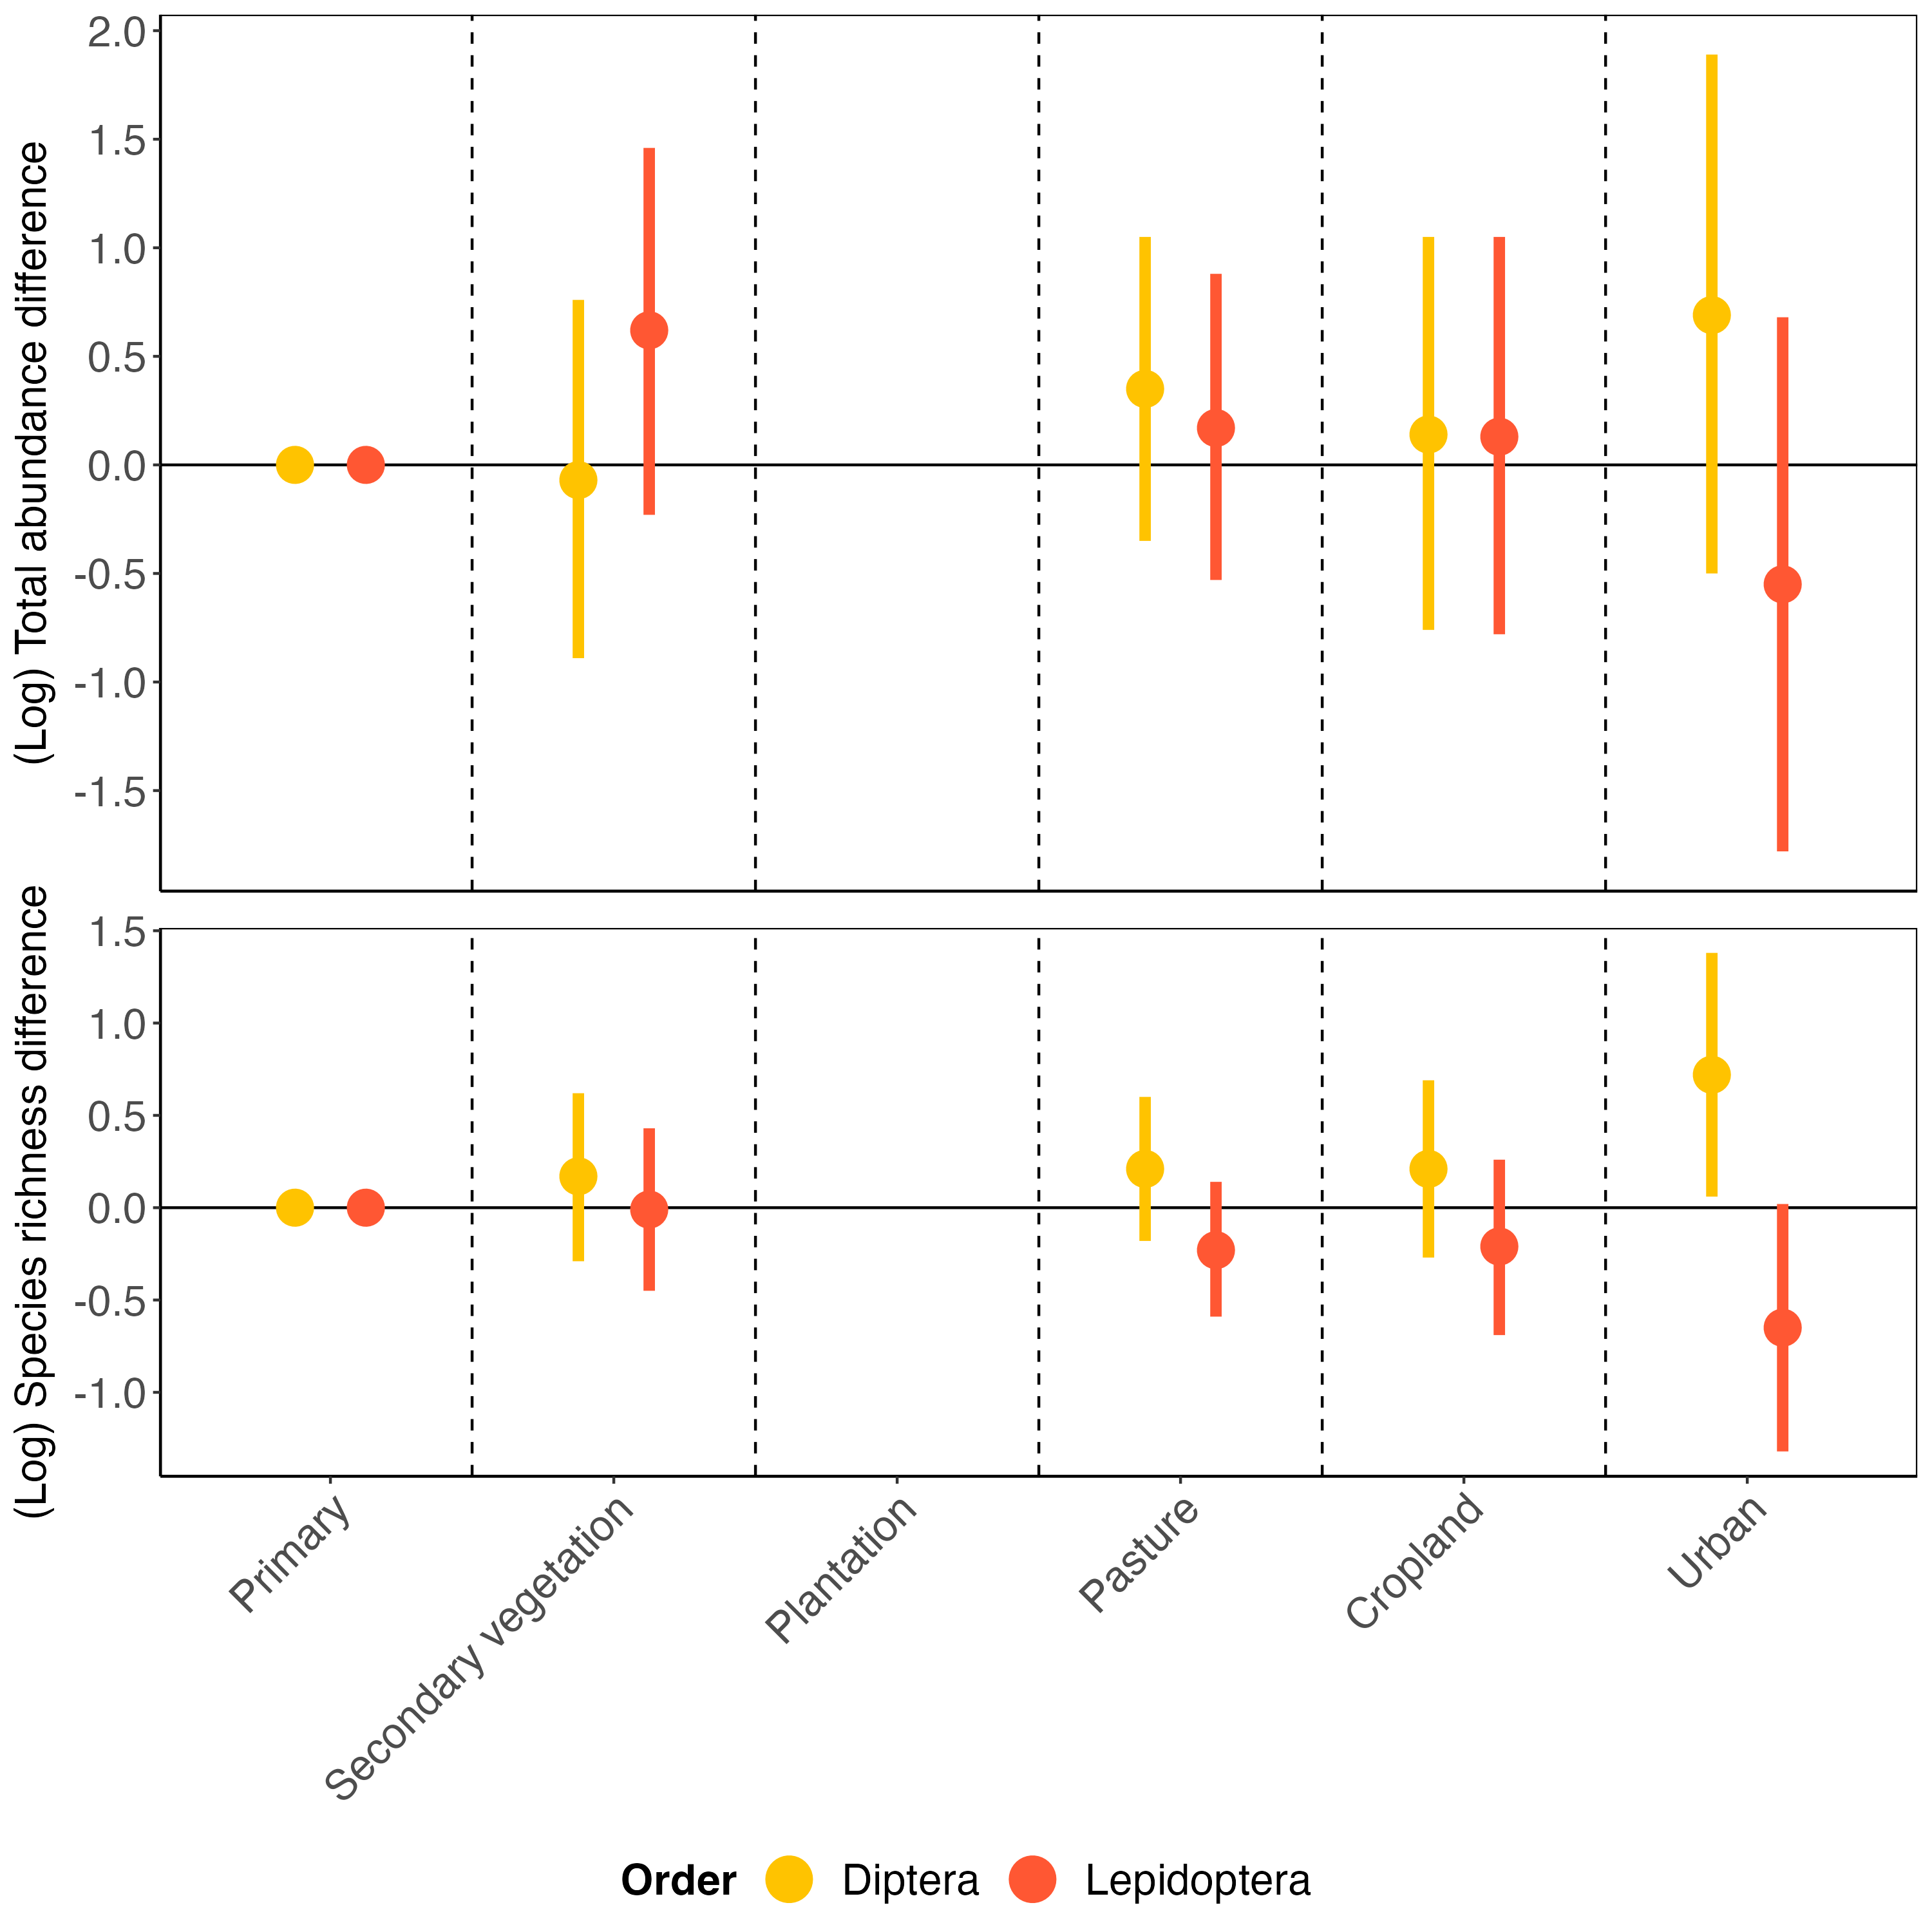 (Log) Total abundance difference
2.0
1.5
1.0
0.5
0.0
-0.5
-1.0
-1.5
(Log) Species richness difference
1.5
1.0
0.5
0.0
-0.5
-1.0
Primary
Secondary vegetation
Plantation
Pasture
Cropland
Urban
Order Diptera Lepidoptera